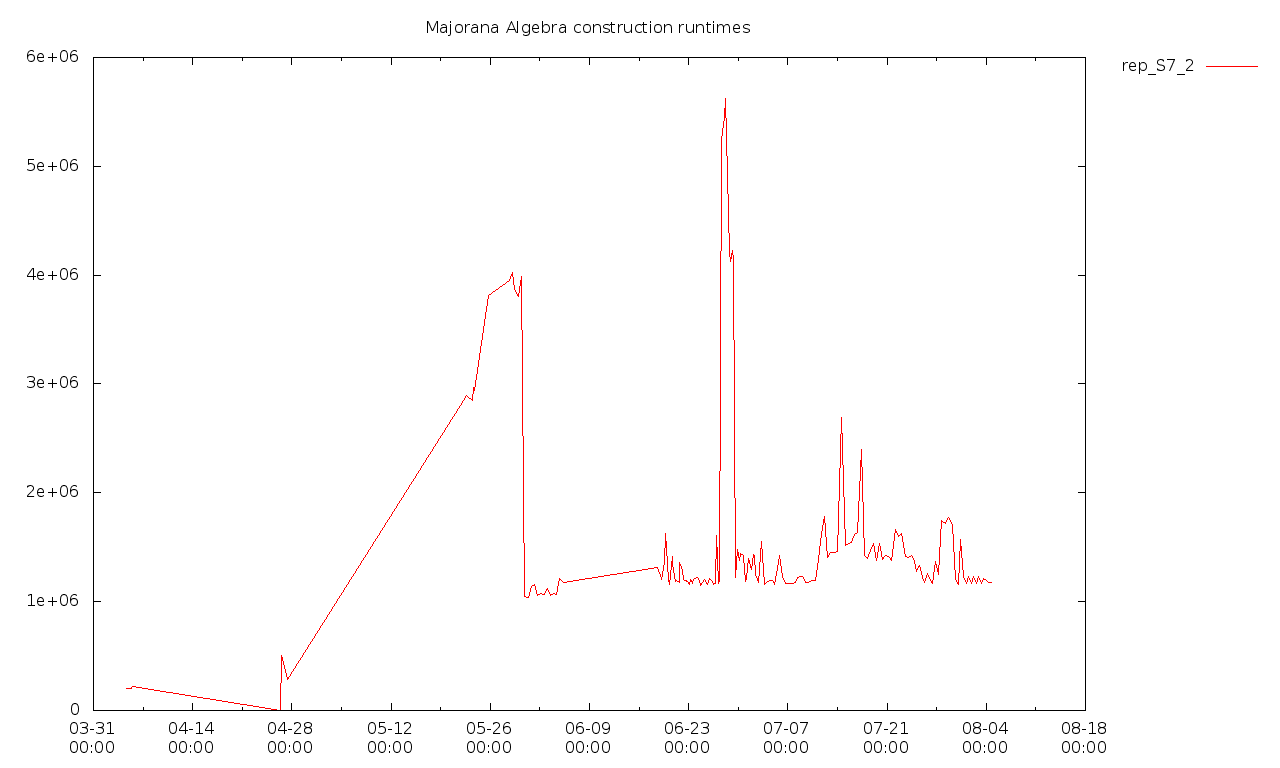 Majorana Algebra construction runtimes
rep_S7_2
6e+06
5e+06
4e+06
3e+06
2e+06
1e+06
0
03-31 04-14 04-28 05-12 05-26 06-09 06-23 07-07 07-21 08-04 08-18
00:00 00:00 00:00 00:00 00:00 00:00 00:00 00:00 00:00 00:00 00:00